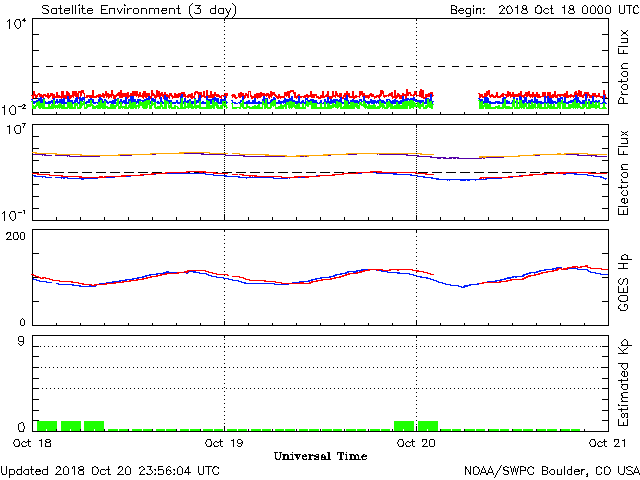 Satellite Environment (3 day) Begin: 2018 Oct 18 0000 UTC
10⁴
10⁻²
Proton Flux
10⁷
10⁻¹
Electron Flux
200
0
GOES Hp
9
0
Estimated Kp
Oct 18 Oct 19 Oct 20 Oct 21
Universal Time
Updated 2018 Oct 20 23:56:04 UTC NOAA/SWPC Boulder, CO USA